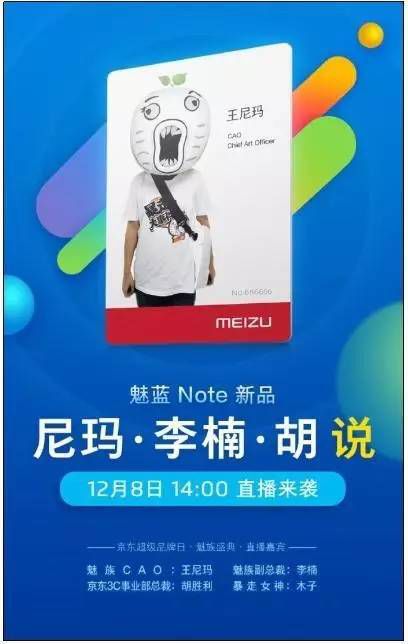 王尼玛
CAO
Chief Art Officer
No.666666
MEIZU
魅蓝 Note 新品
尼玛·李楠·胡说
12月8日 14:00 直播来袭
京东超级品牌日·魅族盛典·直播嘉宾
魅族CAO：王尼玛 魅族副总裁：李楠
京东3C事业部总裁：胡胜利 暴走女神：木子